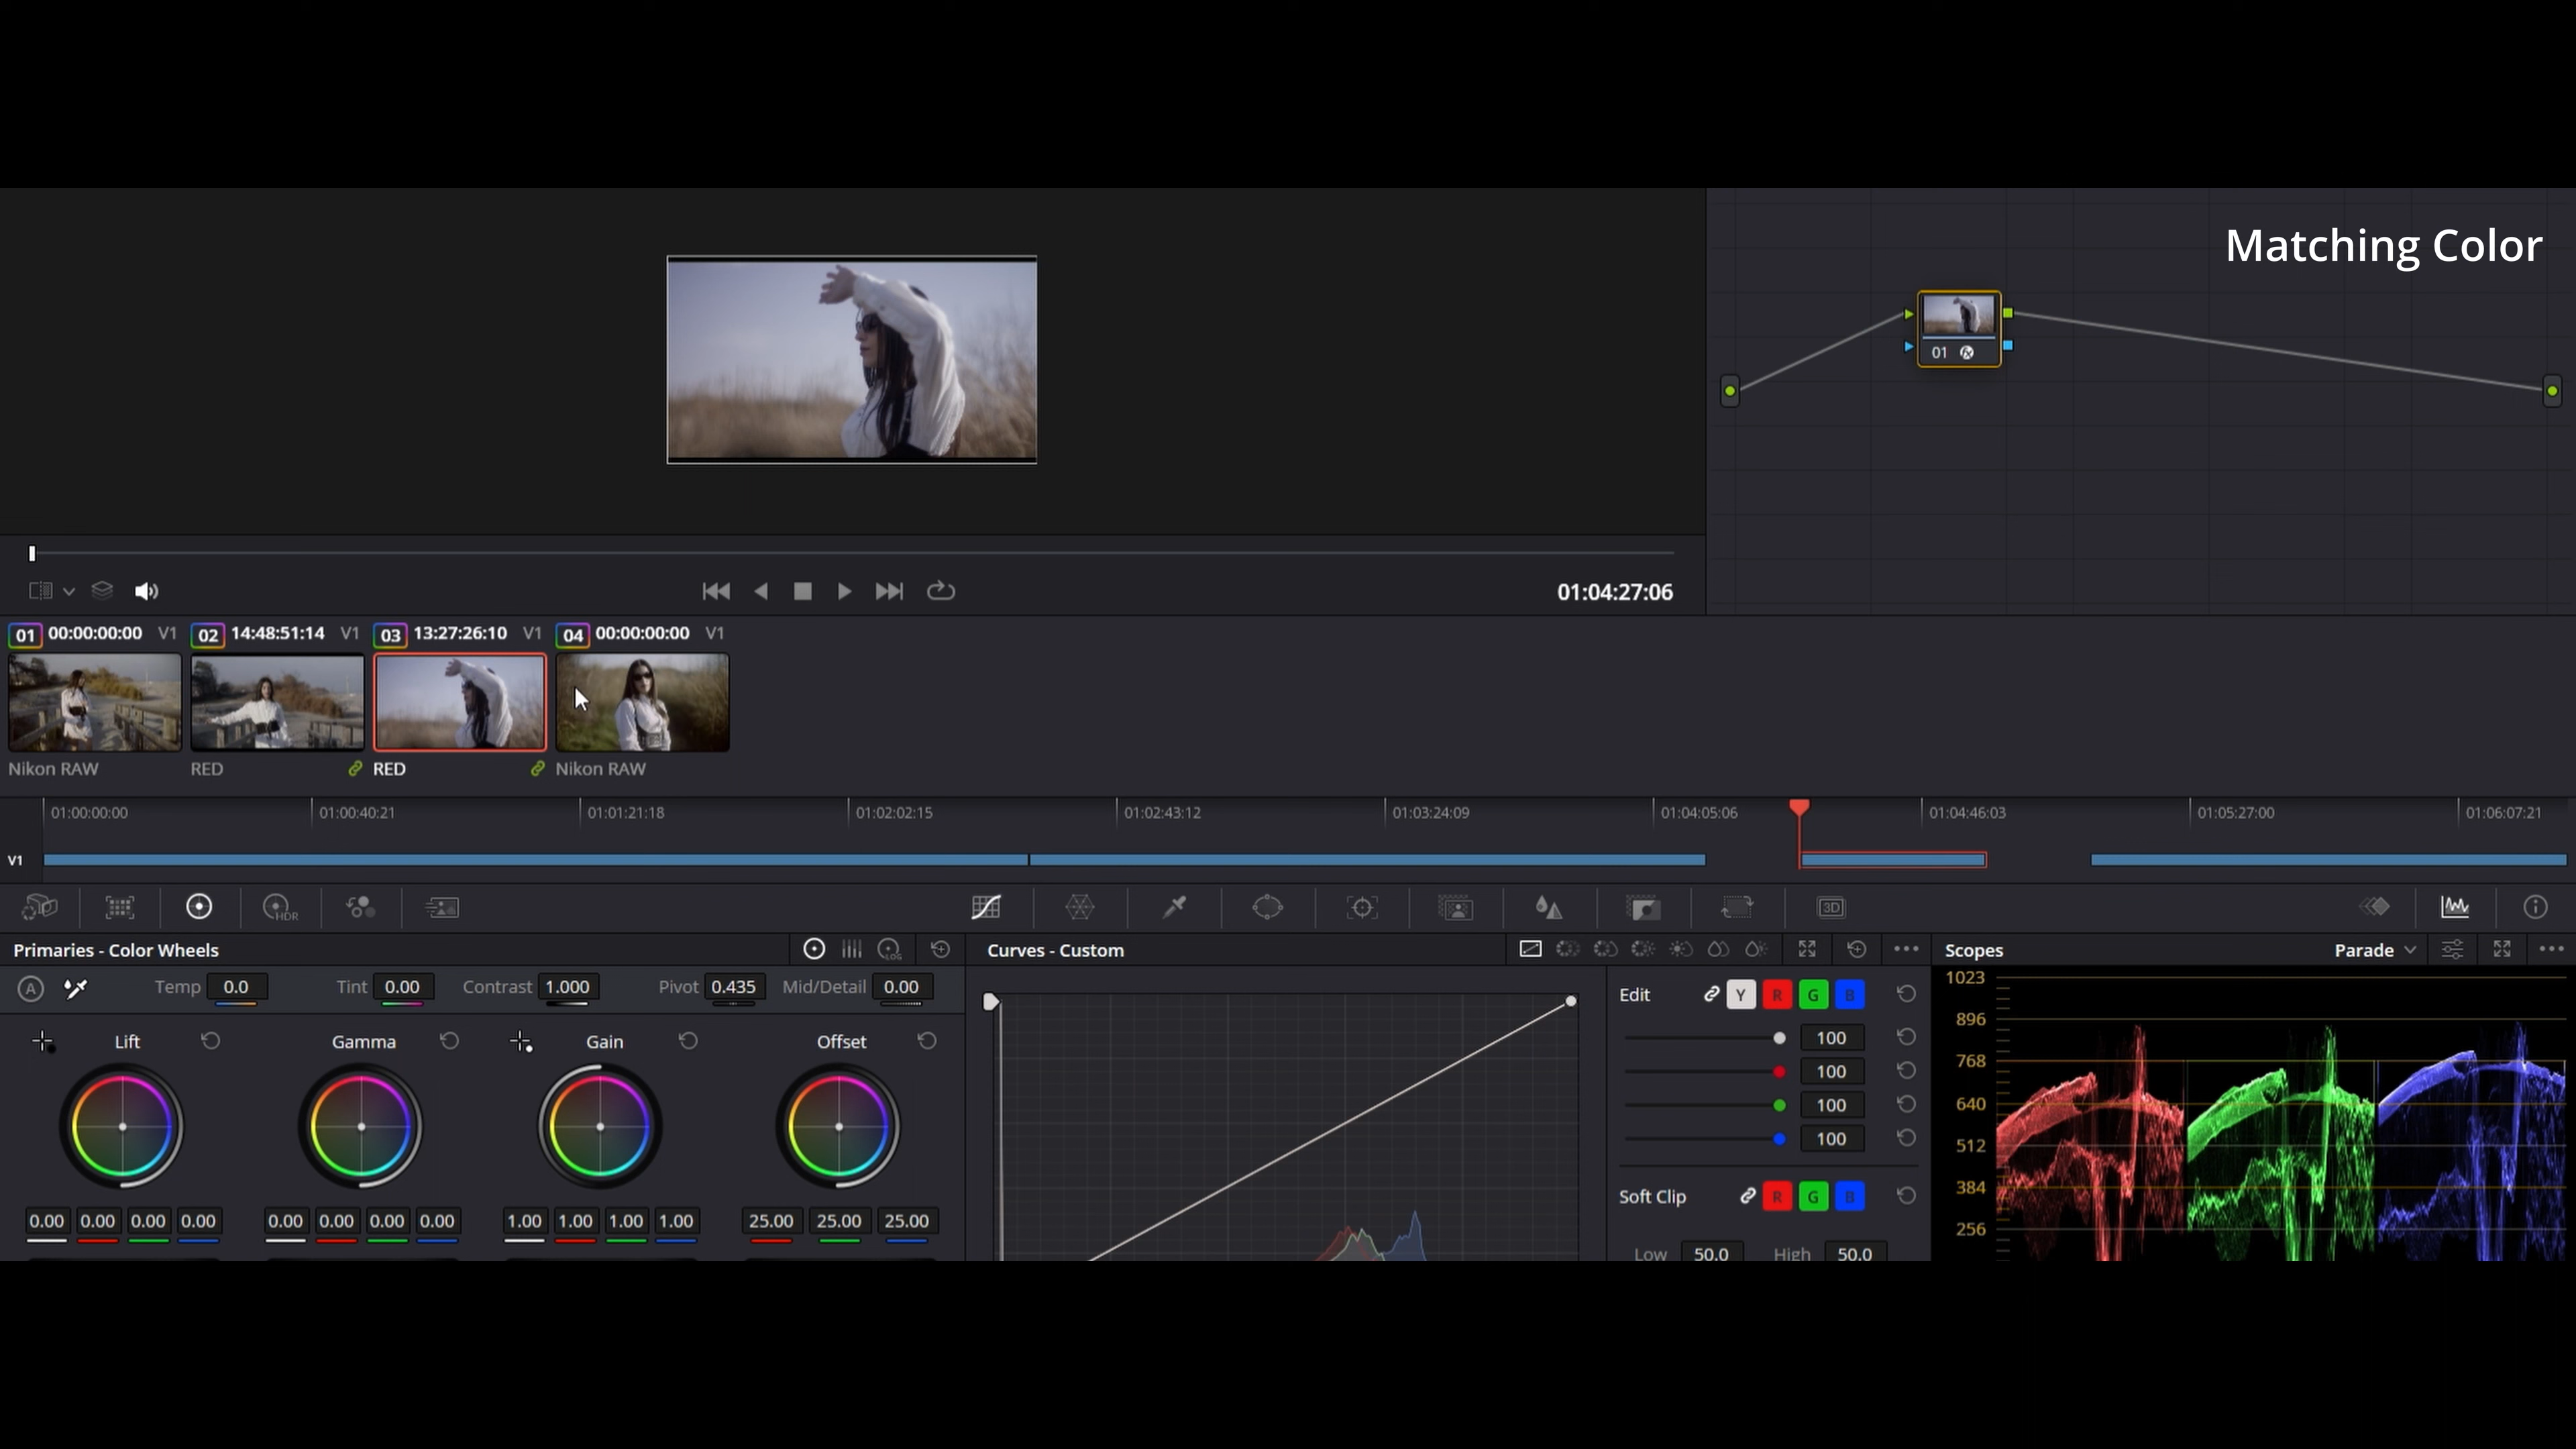 Matching Color
01
01:04:27:06
01 00:00:00:00 V1 02 14:48:51:14 V1 03 13:27:26:10 V1 04 00:00:00:00 V1
Nikon RAW RED RED Nikon RAW
01:00:00:00 01:00:40:21 01:01:21:18 01:02:02:15 01:02:43:12 01:03:24:09 01:04:05:06 01:04:46:03 01:05:27:00 01:06:07:21
V1
HDR 3D
Primaries - Color Wheels LOG Curves - Custom Scopes Parade
A Temp 0.0 Tint 0.00 Contrast 1.000 Pivot 0.435 Mid/Detail 0.00
Lift Gamma Gain Offset
0.00 0.00 0.00 0.00 0.00 0.00 0.00 0.00 1.00 1.00 1.00 1.00 25.00 25.00 25.00
Edit Y R G B
100
100
100
100
Soft Clip R G B
Low 50.0 High 50.0
1023
896
768
640
512
384
256